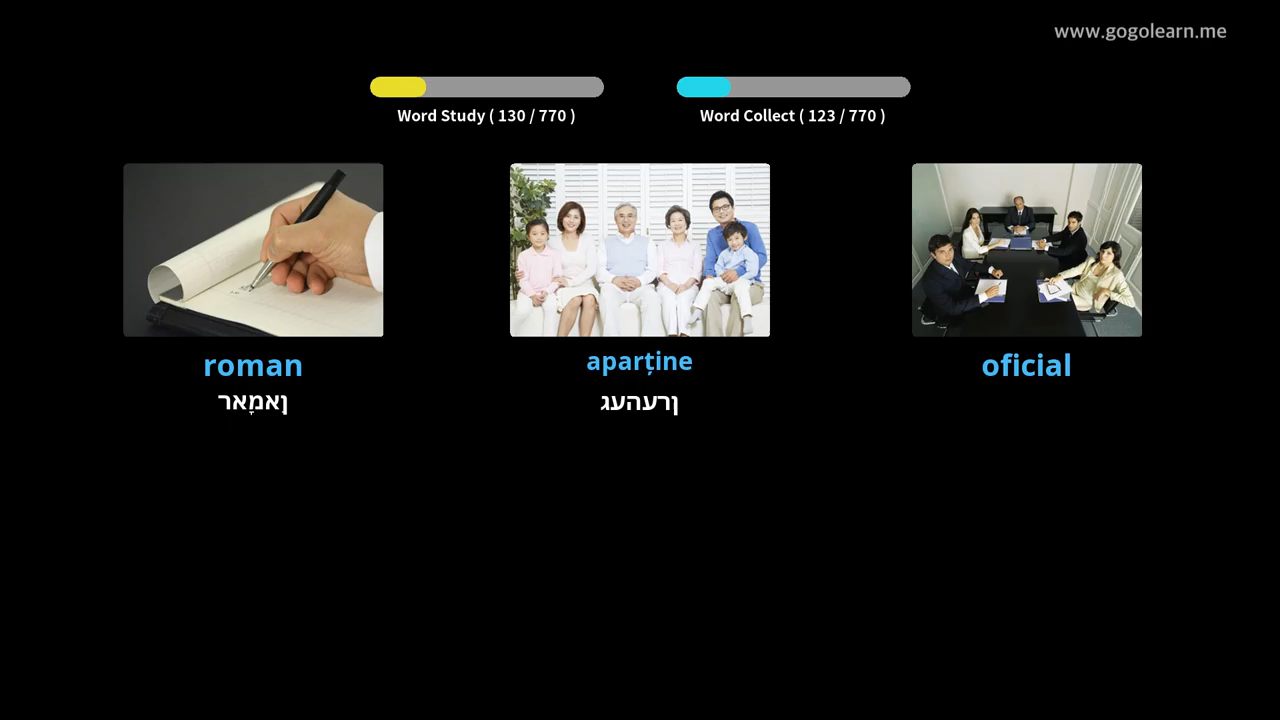 www.gogolearn.me
Word Study ( 130 / 770 )
Word Collect ( 123 / 770 )
roman
ראָמאַן
aparține
געהערן
oficial